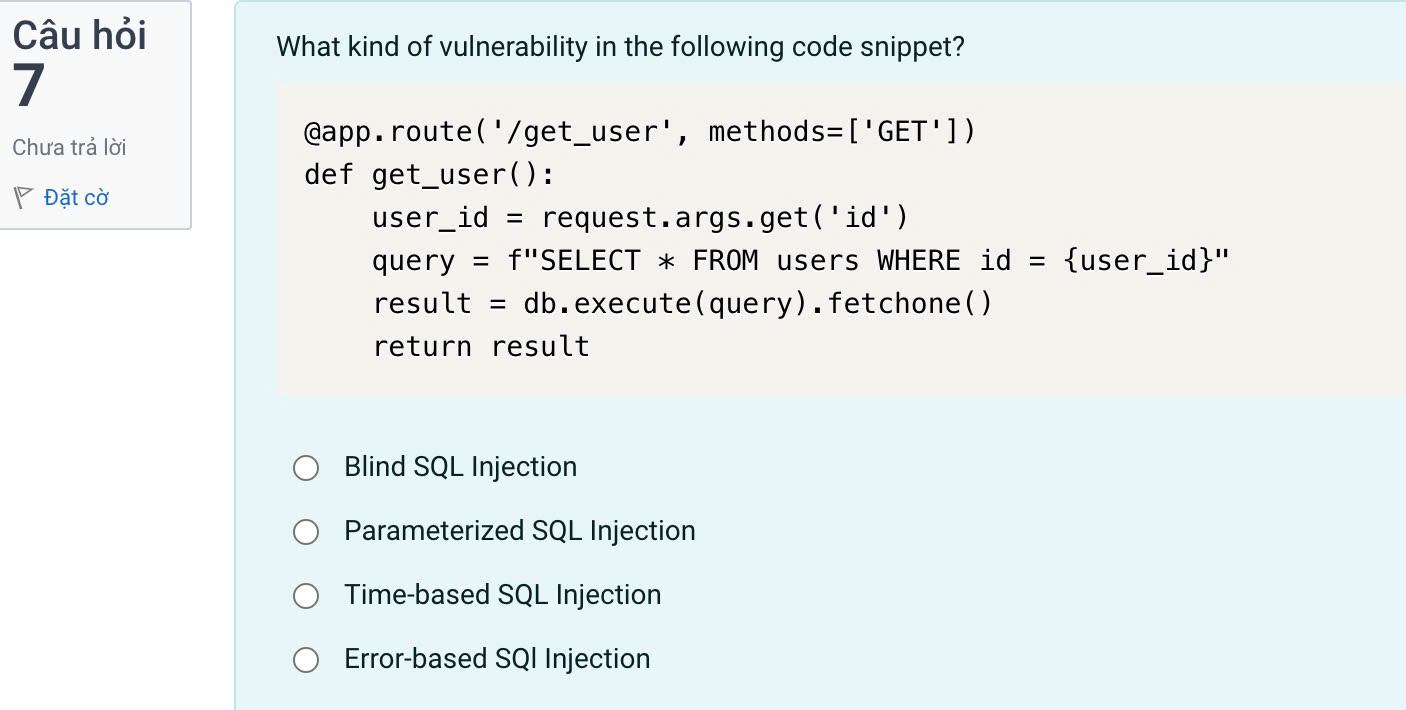 Câu hỏi
7
Chưa trả lời
Đặt cờ
What kind of vulnerability in the following code snippet?
@app.route('/get_user', methods=['GET'])
def get_user():
    user_id = request.args.get('id')
    query = f"SELECT * FROM users WHERE id = {user_id}"
    result = db.execute(query).fetchone()
    return result
Blind SQL Injection
Parameterized SQL Injection
Time-based SQL Injection
Error-based SQl Injection